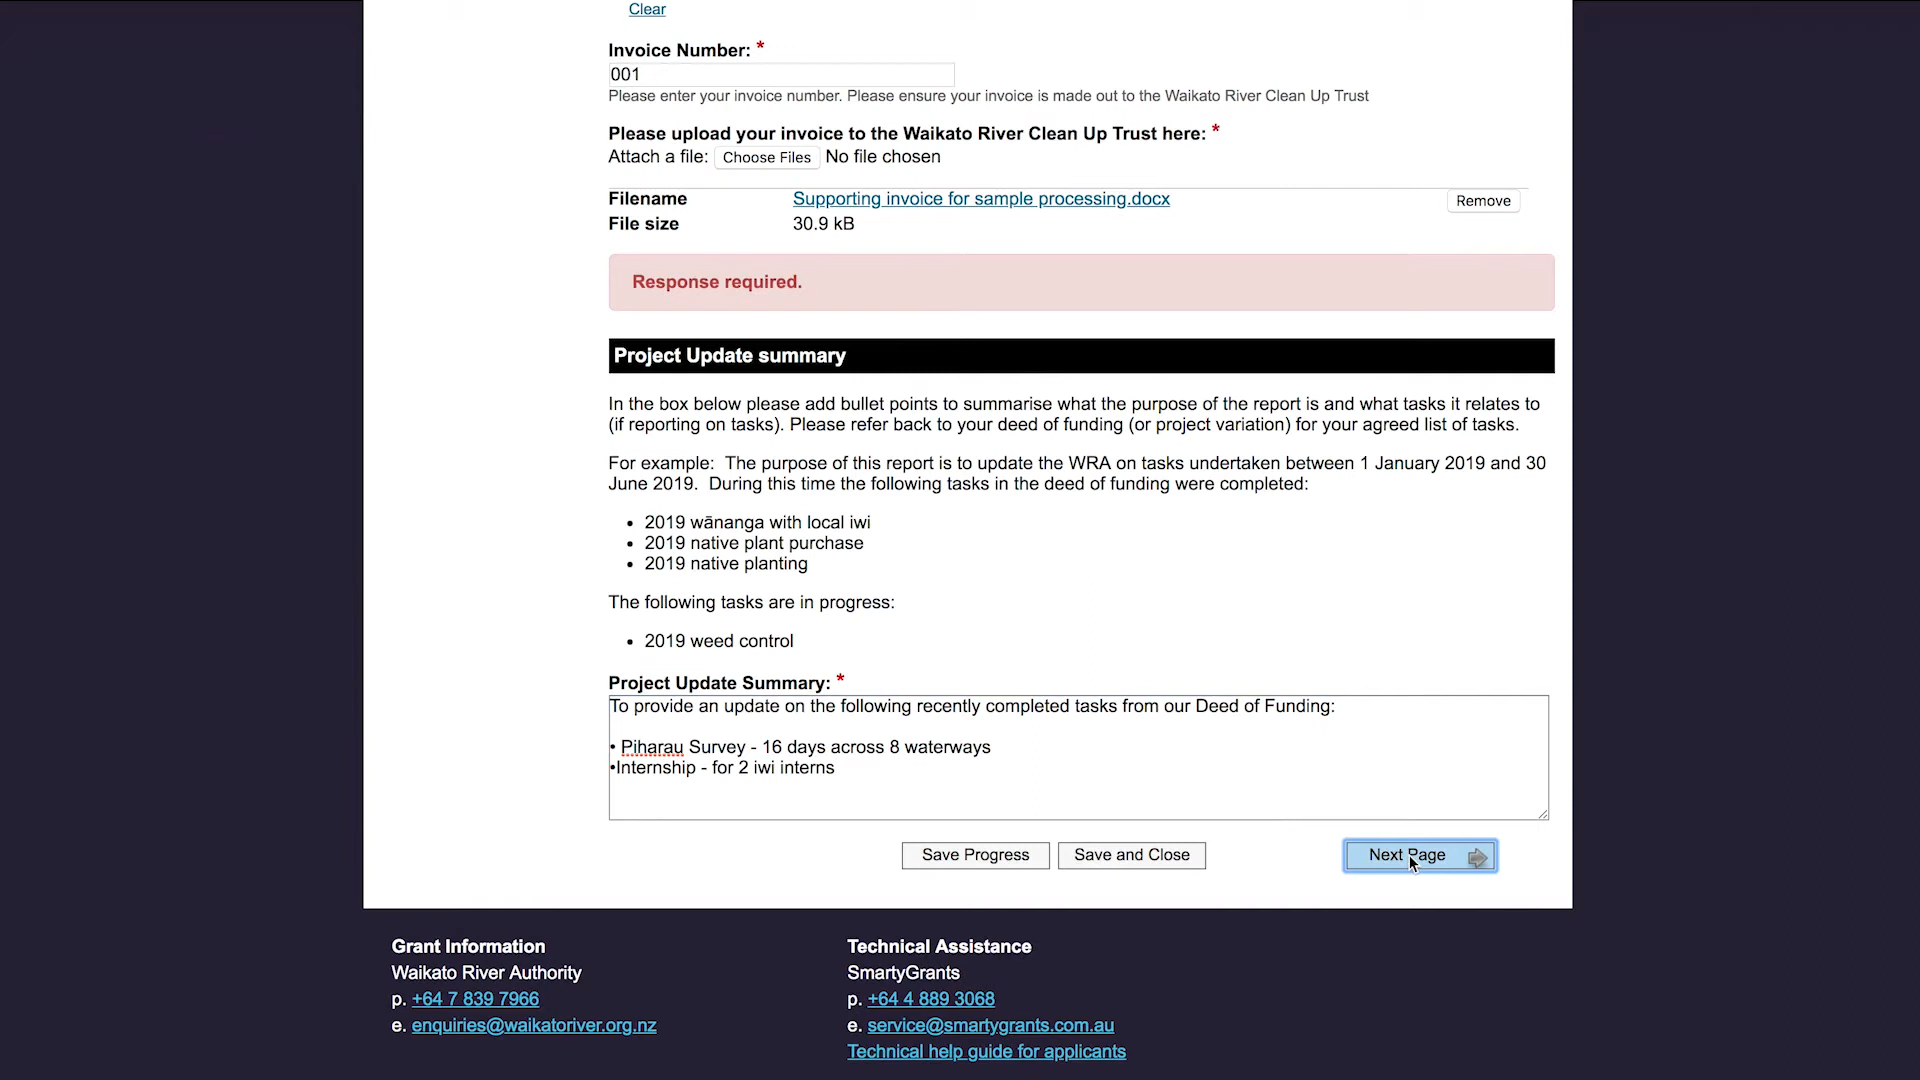 Clear
Invoice Number: *
001
Please enter your invoice number. Please ensure your invoice is made out to the Waikato River Clean Up Trust
Please upload your invoice to the Waikato River Clean Up Trust here: *
Attach a file: Choose Files No file chosen
Filename Supporting invoice for sample processing.docx Remove
File size 30.9 kB
Response required.
Project Update summary
In the box below please add bullet points to summarise what the purpose of the report is and what tasks it relates to
(if reporting on tasks). Please refer back to your deed of funding (or project variation) for your agreed list of tasks.
For example: The purpose of this report is to update the WRA on tasks undertaken between 1 January 2019 and 30
June 2019. During this time the following tasks in the deed of funding were completed:
• 2019 wānanga with local iwi
• 2019 native plant purchase
• 2019 native planting
The following tasks are in progress:
• 2019 weed control
Project Update Summary: *
To provide an update on the following recently completed tasks from our Deed of Funding:
• Piharau Survey - 16 days across 8 waterways
•Internship - for 2 iwi interns
Save Progress Save and Close Next Page
Grant Information
Waikato River Authority
p. +64 7 839 7966
e. enquiries@waikatoriver.org.nz
Technical Assistance
SmartyGrants
p. +64 4 889 3068
e. service@smartygrants.com.au
Technical help guide for applicants